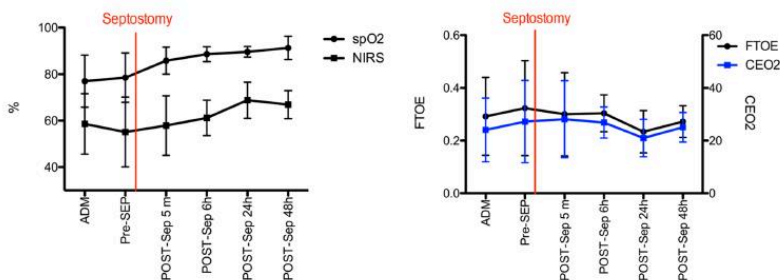 Septostomy
100
80
60
40
%
spO2
NIRS
ADM
Pre-SEP
POST-Sep 5 m
POST-Sep 6h
POST-Sep 24h
POST-Sep 48h
Septostomy
0.6
0.4
0.2
0.0
FTOE
60
40
20
0
CEO2
FTOE
CEO2
ADM
Pre-SEP
POST-Sep 5 m
POST-Sep 6h
POST-Sep 24h
POST-Sep 48h